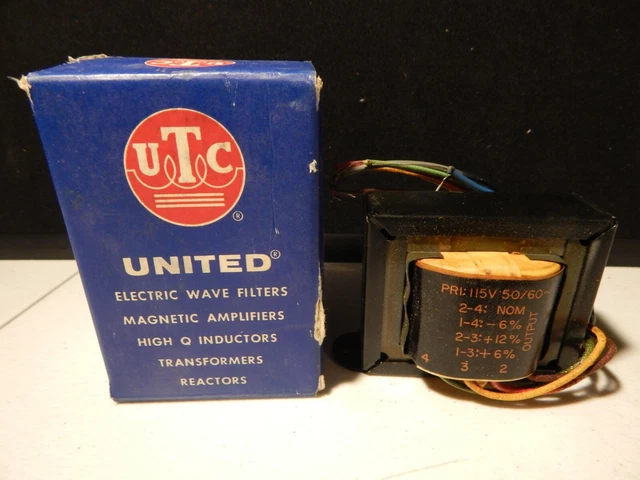 UTC
®
UNITED®
ELECTRIC WAVE FILTERS
MAGNETIC AMPLIFIERS
HIGH Q INDUCTORS
TRANSFORMERS
REACTORS
PRI: 115V 50/60~
2-4: NOM
1-4: - 6%
2-3: + 12%
1-3: + 6%
OUTPUT
4 3 2